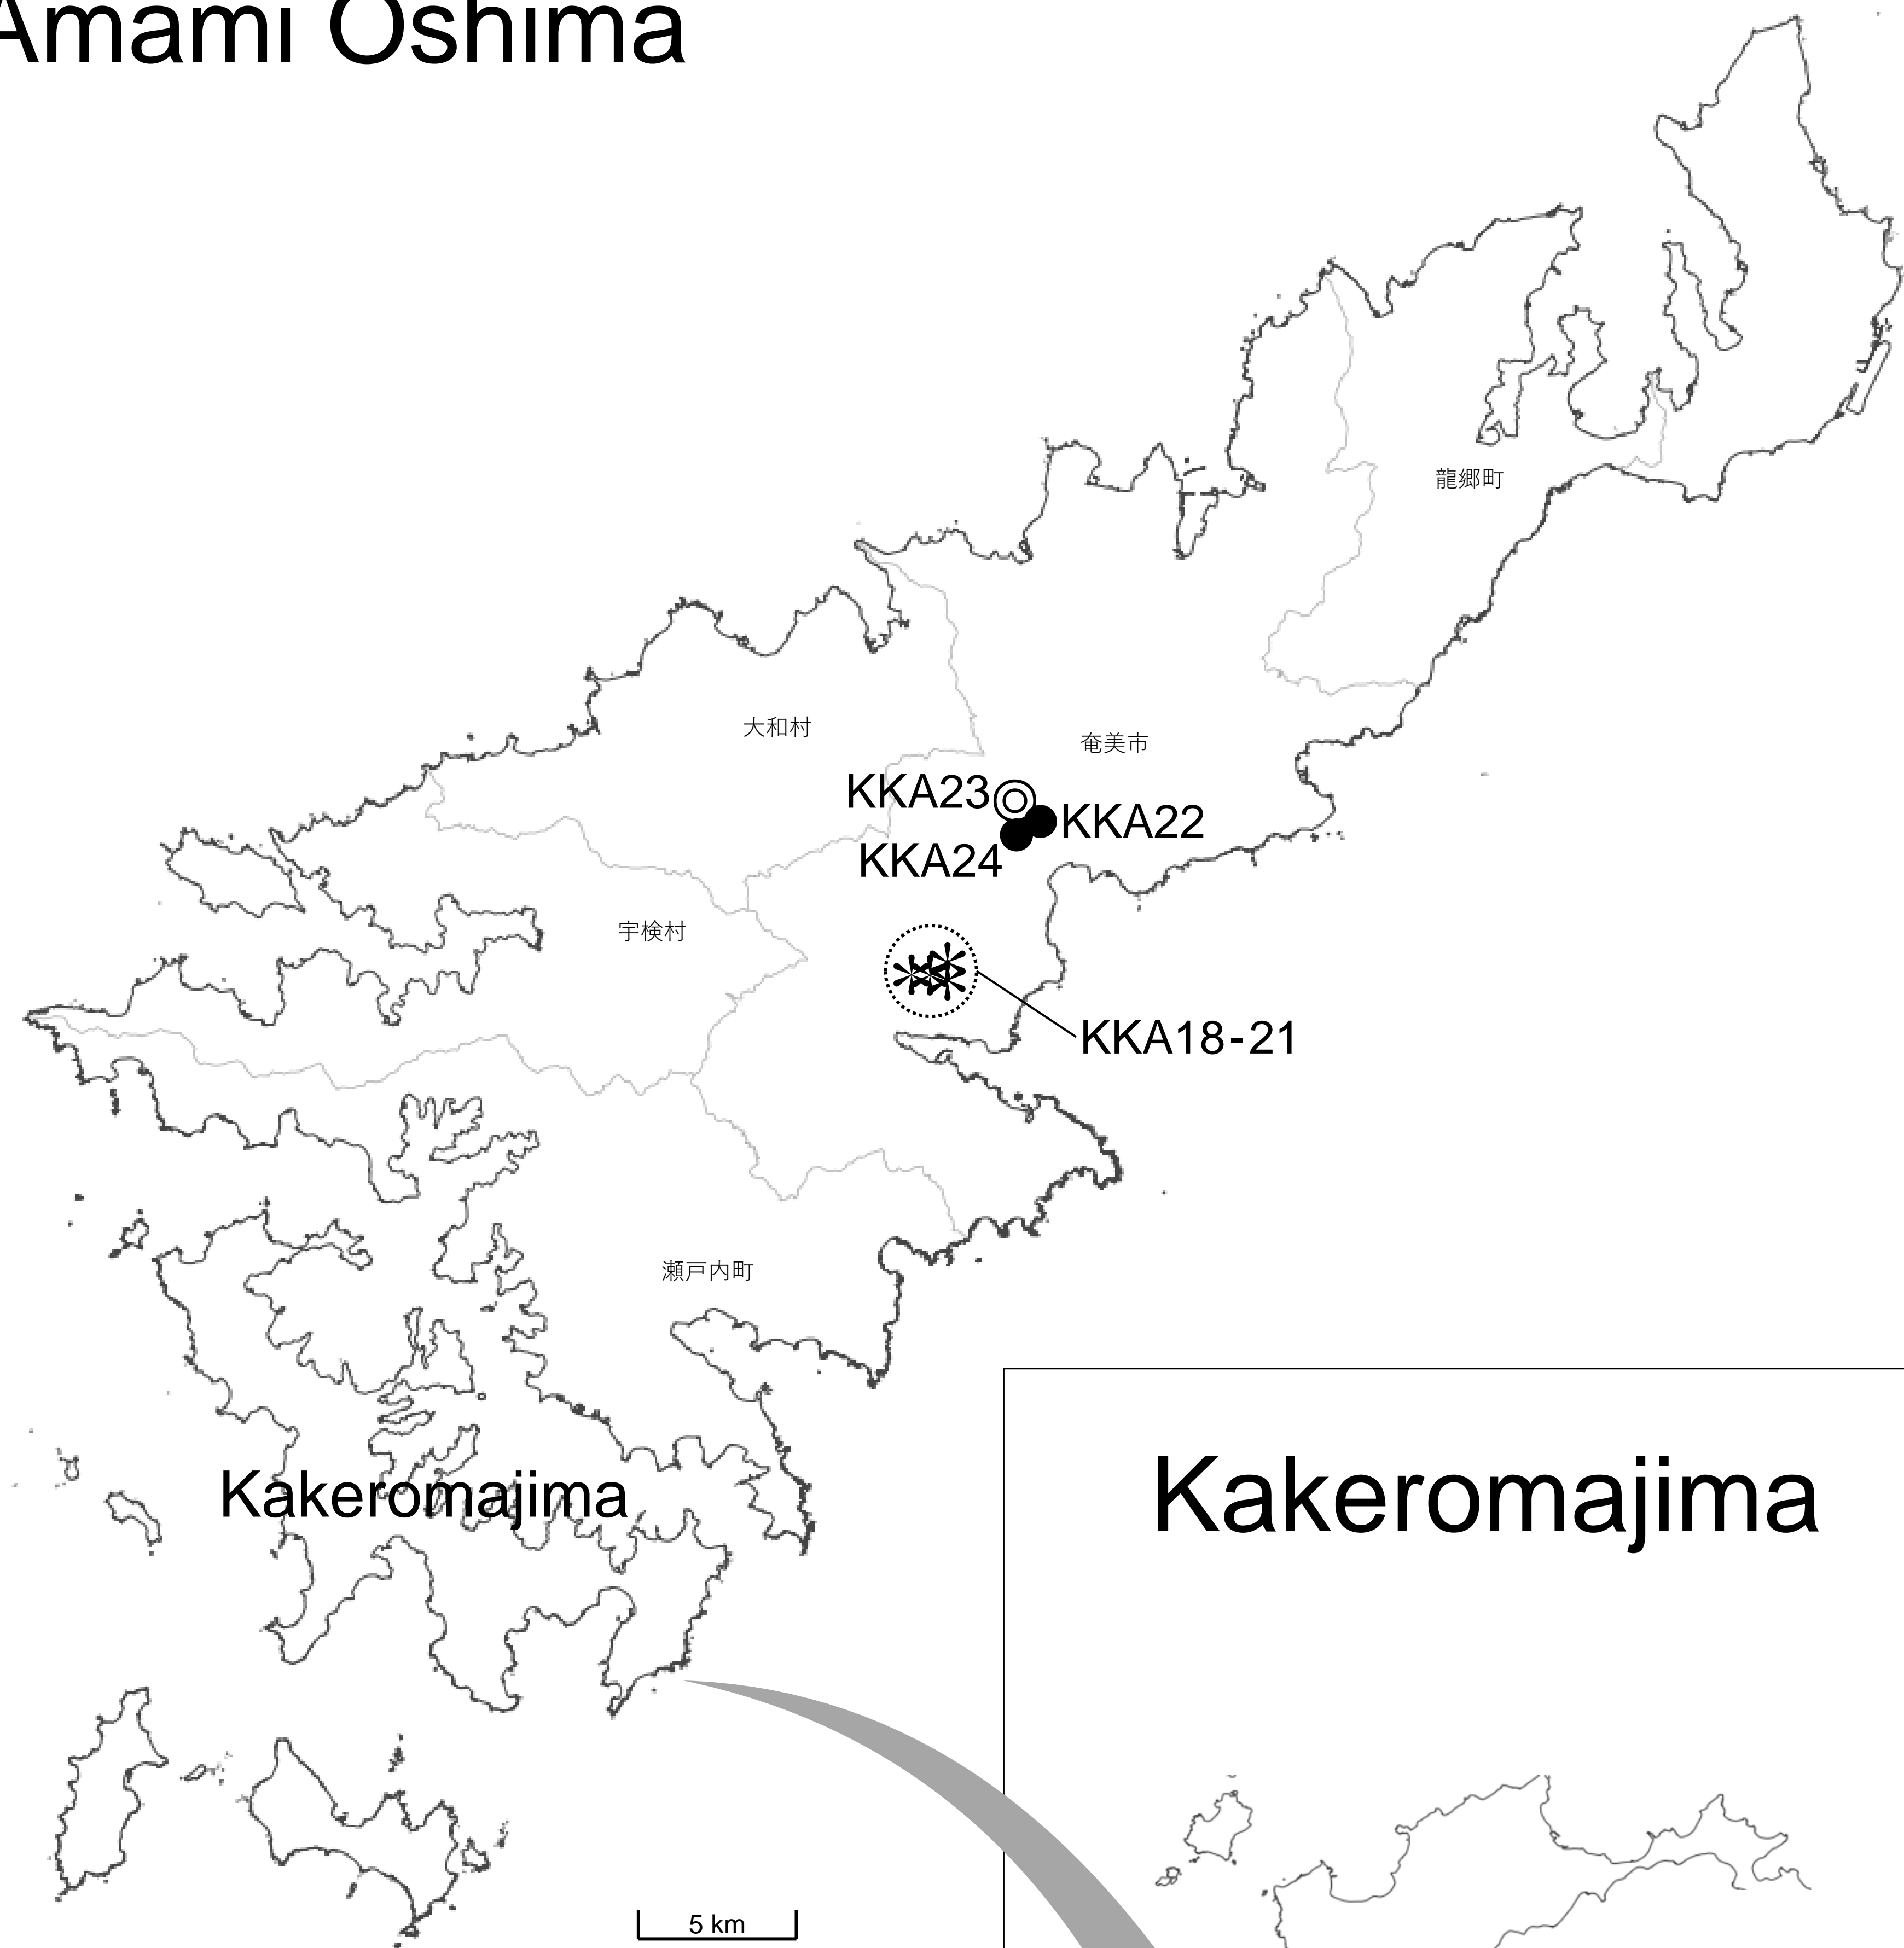 Amami Oshima
龍郷町
大和村
奄美市
KKA23
KKA22
KKA24
宇検村
KKA18-21
瀬戸内町
Kakeromajima
Kakeromajima
5 km